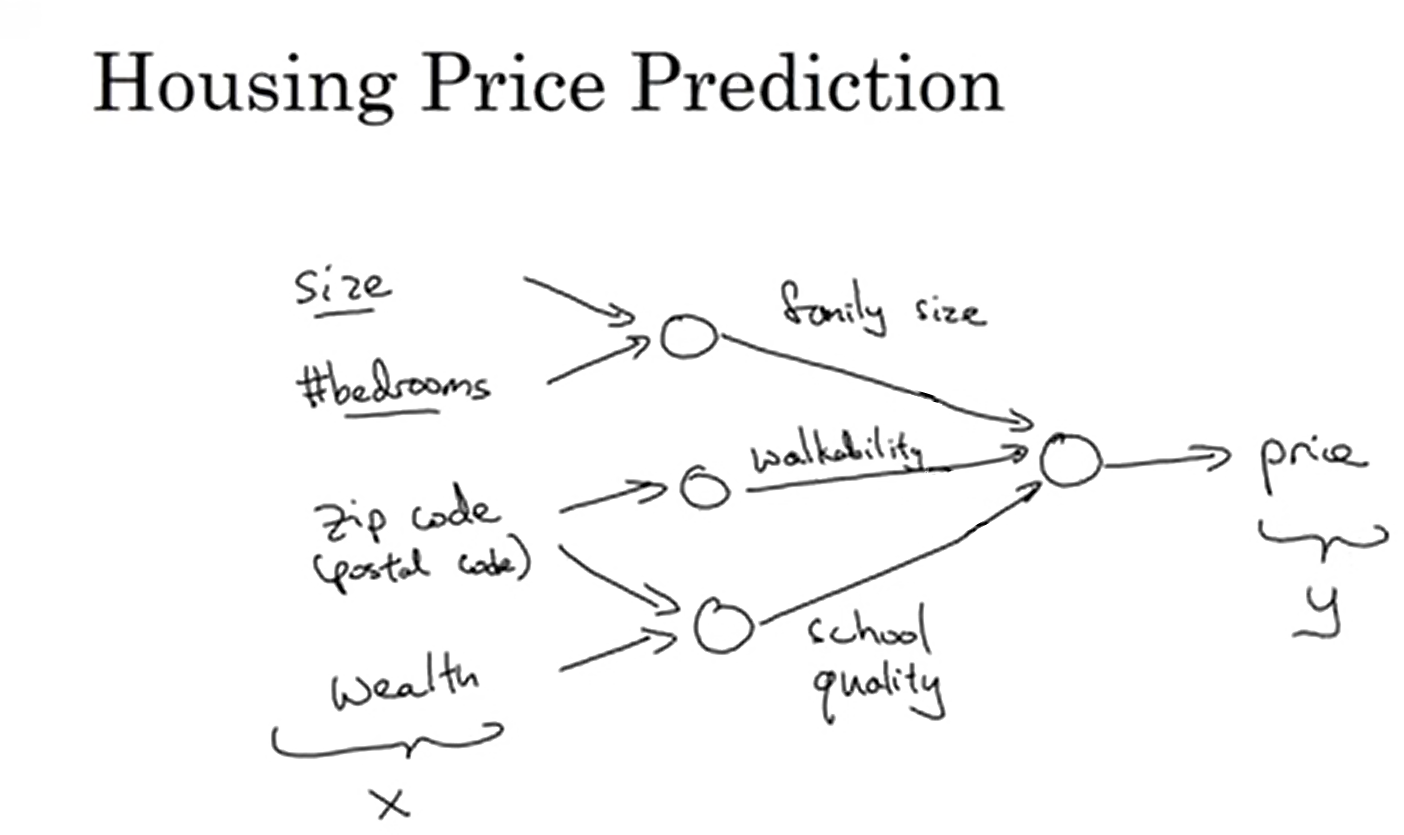 Housing Price Prediction
size
#bedrooms
zip code
(postal code)
wealth
x
family size
walkability
school
quality
price
y